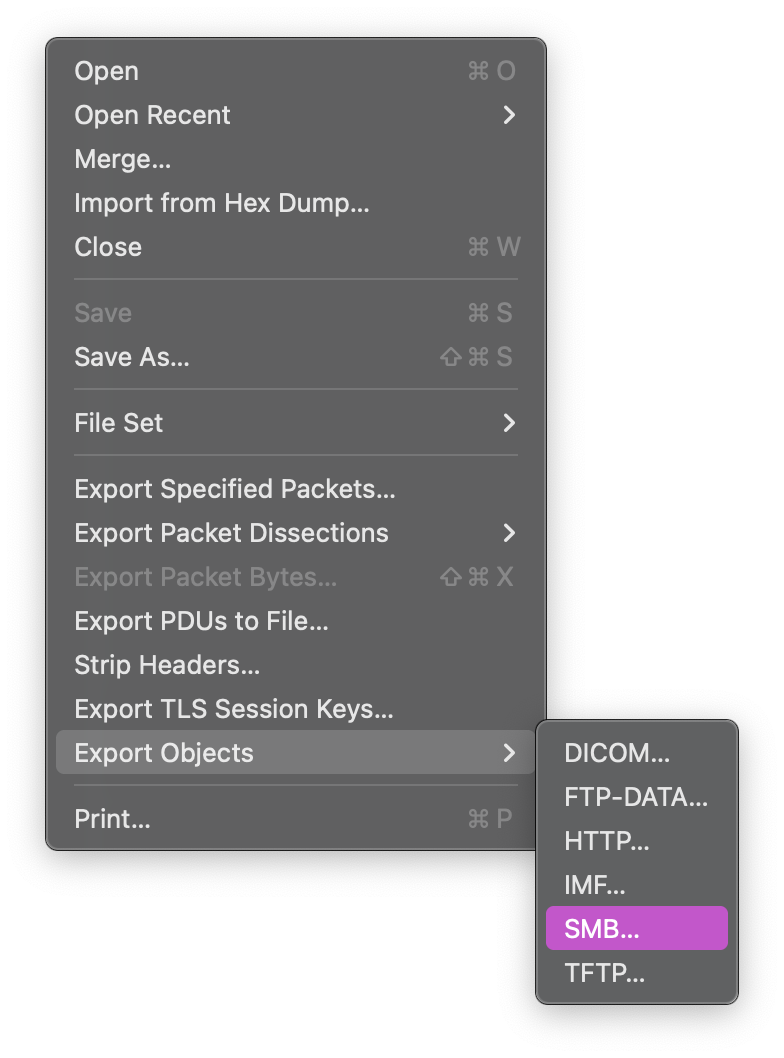 Open ⌘ O
Open Recent
Merge...
Import from Hex Dump...
Close ⌘ W
Save ⌘ S
Save As... ⇧ ⌘ S
File Set
Export Specified Packets...
Export Packet Dissections
Export Packet Bytes... ⇧ ⌘ X
Export PDUs to File...
Strip Headers...
Export TLS Session Keys...
Export Objects
Print... ⌘ P
DICOM...
FTP-DATA...
HTTP...
IMF...
SMB...
TFTP...